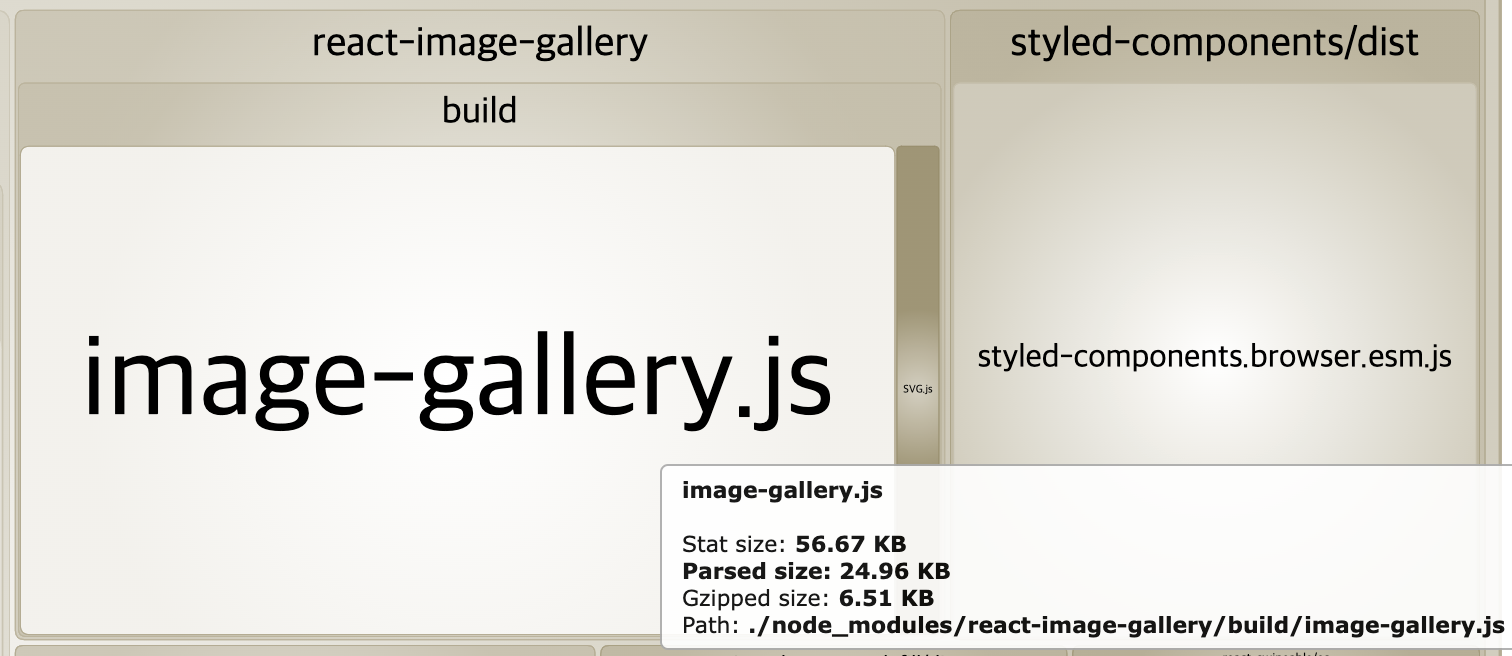 react-image-gallery
styled-components/dist
build
image-gallery.js
SVG.js
styled-components.browser.esm.js
image-gallery.js
Stat size: 56.67 KB
Parsed size: 24.96 KB
Gzipped size: 6.51 KB
Path: ./node_modules/react-image-gallery/build/image-gallery.js